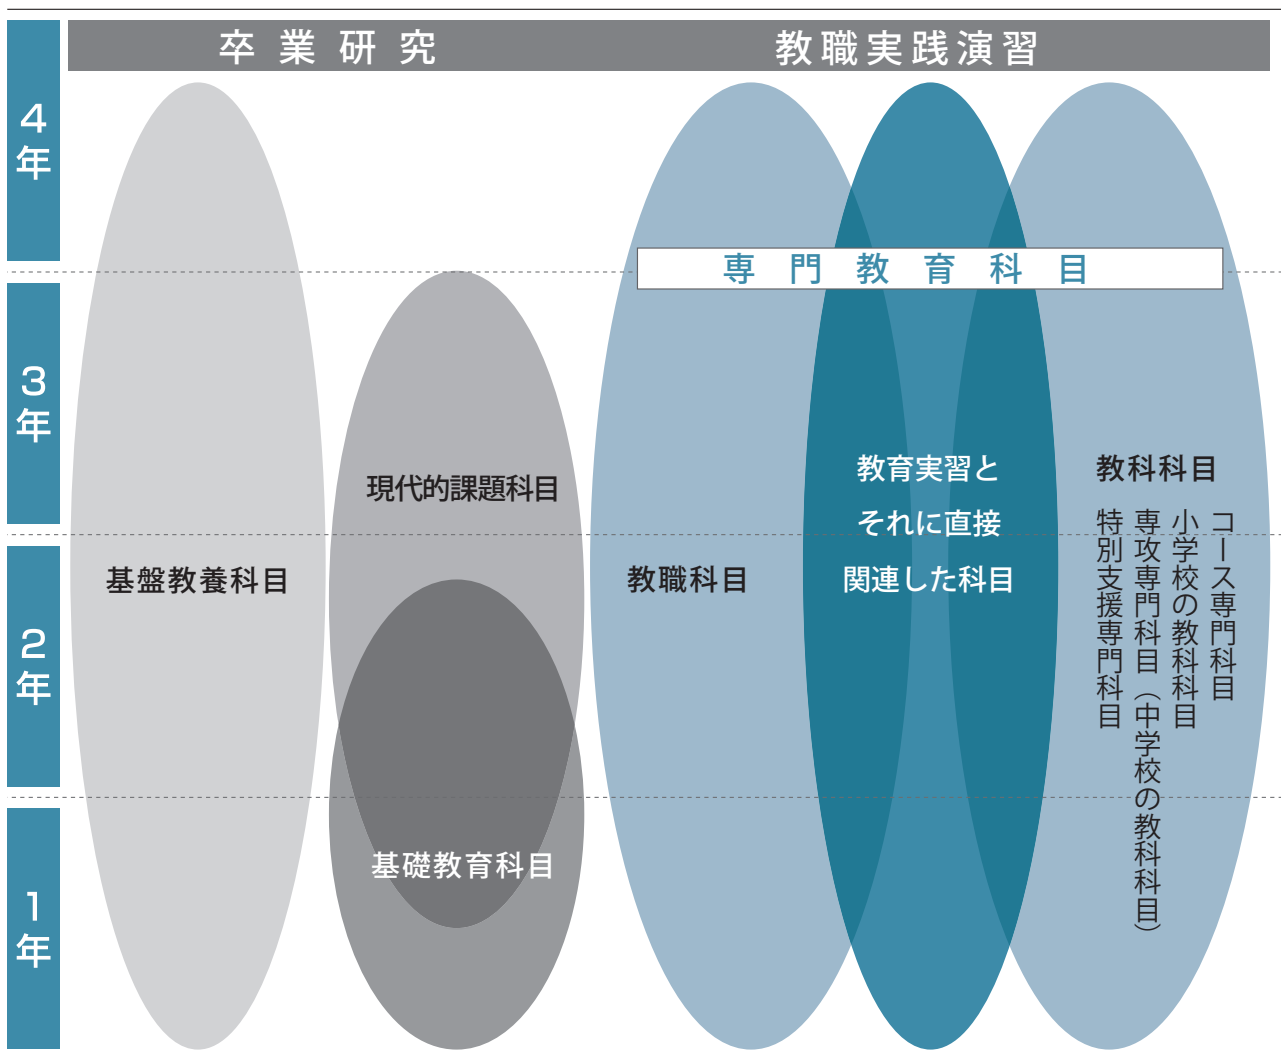 卒業研究
教職実践演習
4年
専門教育科目
3年
現代的課題科目
教育実習と
それに直接
関連した科目
教科科目
コース専門科目
小学校の教科科目
専攻専門科目（中学校の教科科目）
特別支援専門科目
基盤教養科目
教職科目
2年
基礎教育科目
1年